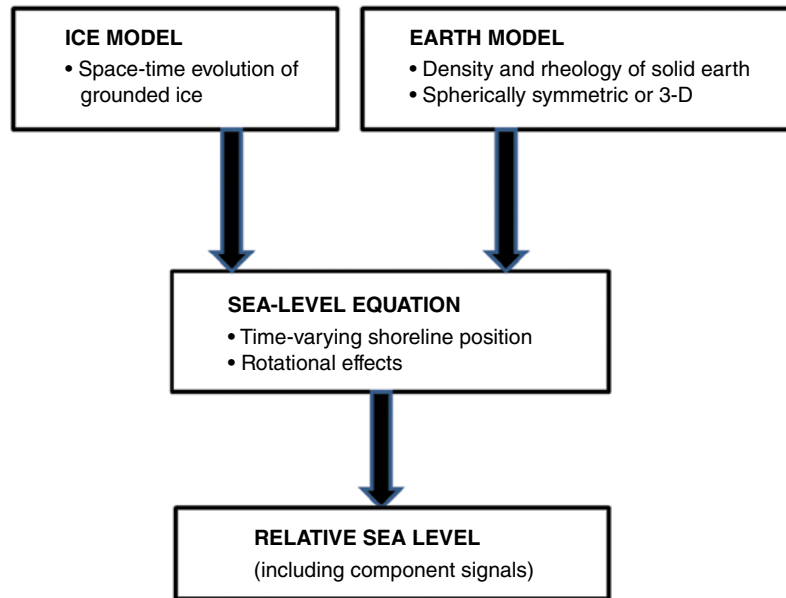 ICE MODEL
• Space-time evolution of
grounded ice
EARTH MODEL
• Density and rheology of solid earth
• Spherically symmetric or 3-D
SEA-LEVEL EQUATION
• Time-varying shoreline position
• Rotational effects
RELATIVE SEA LEVEL
(including component signals)